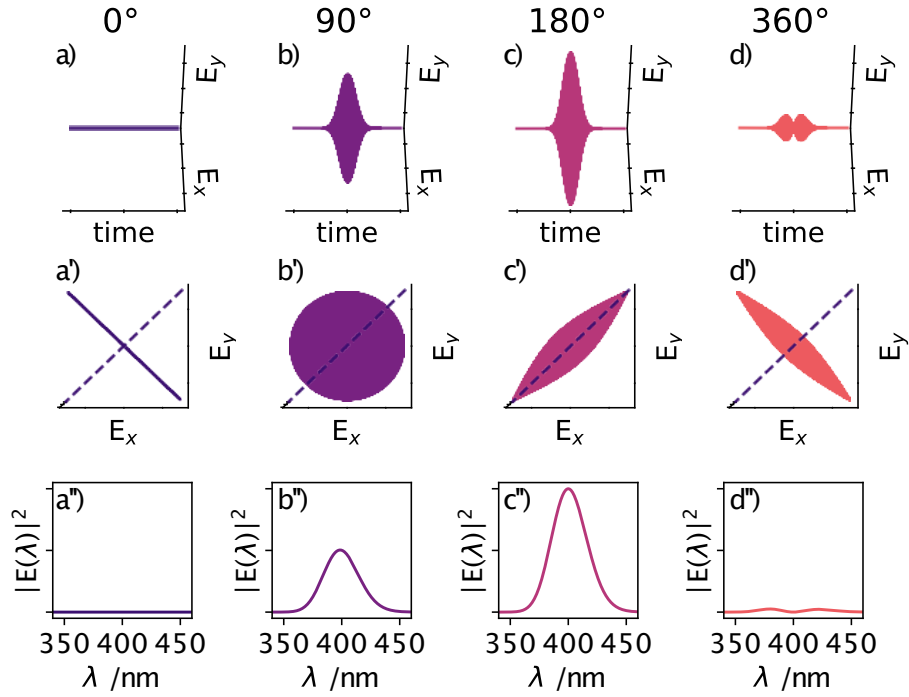 0° 90° 180° 360°
a) b) c) d)
E_y E_y E_y E_y
E_x E_x E_x E_x
time time time time
a') b') c') d')
E_y E_y E_y E_y
E_x E_x E_x E_x
a'') b'') c'') d'')
|E(λ)|² |E(λ)|² |E(λ)|² |E(λ)|²
350 400 450 350 400 450 350 400 450 350 400 450
λ /nm λ /nm λ /nm λ /nm